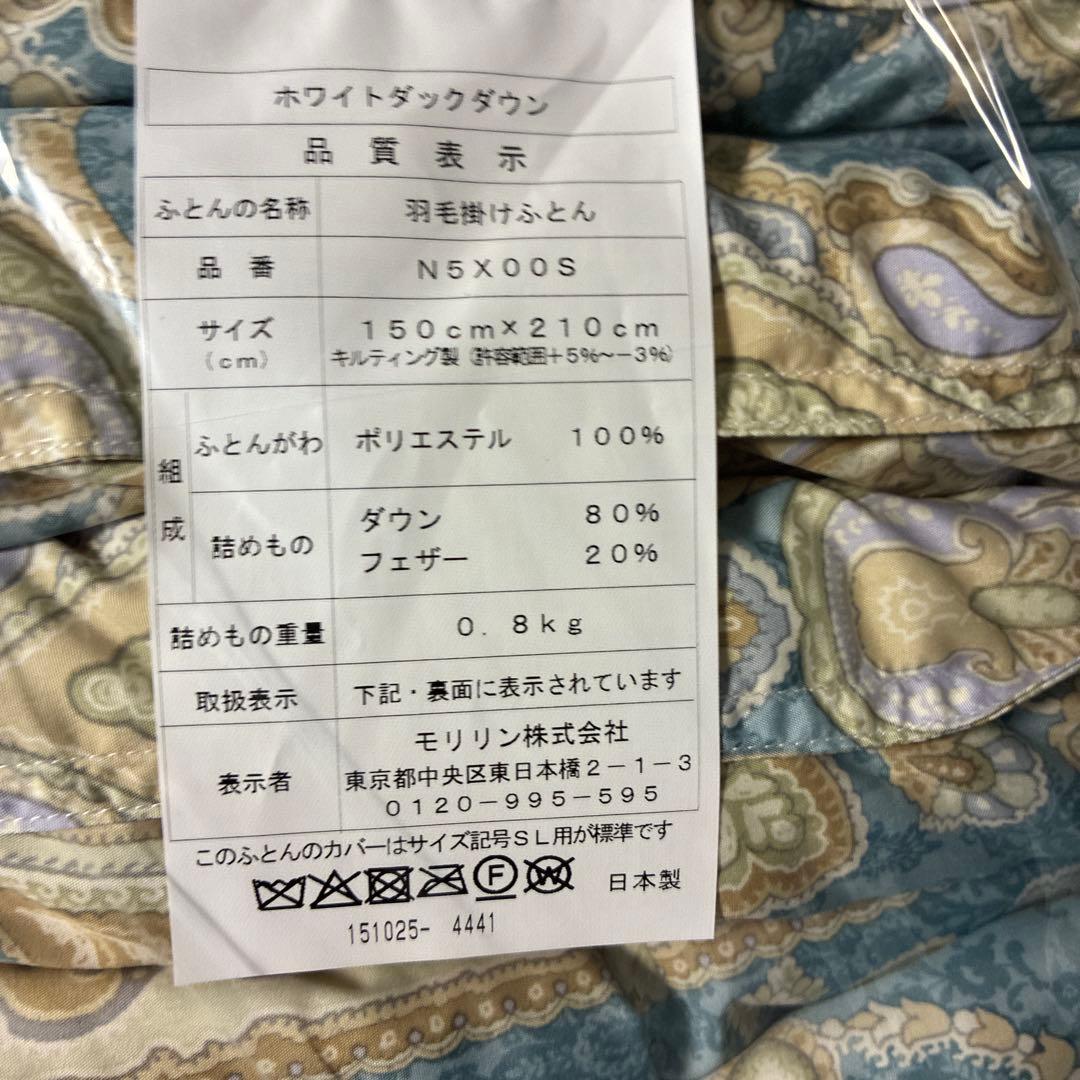 ホワイトダックダウン
品質表示
ふとんの名称 羽毛掛けふとん
品番 N5X00S
サイズ(cm) 150cm×210cm
キルティング製(許容範囲+5%~-3%)
組成 ふとんがわ ポリエステル 100%
詰めもの ダウン 80%
フェザー 20%
詰めもの重量 0.8kg
取扱表示 下記・裏面に表示されています
表示者 モリリン株式会社
東京都中央区東日本橋2-1-3
0120-995-595
このふとんのカバーはサイズ記号SL用が標準です
F W 日本製
151025- 4441